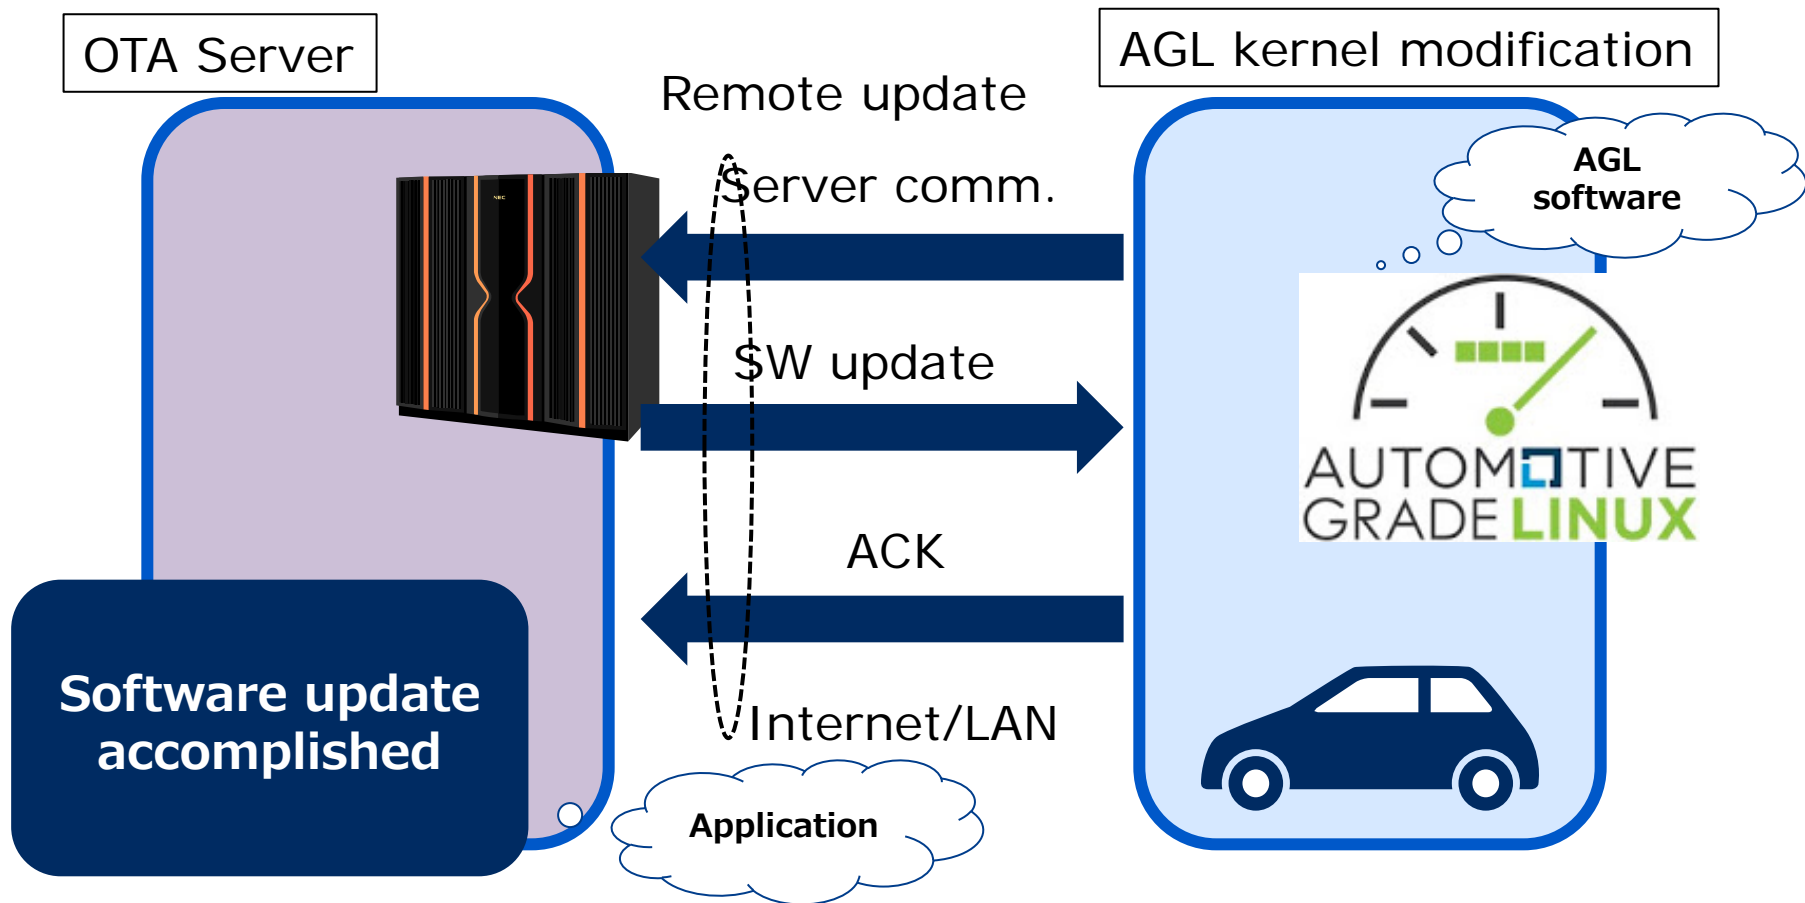 OTA Server
AGL kernel modification
Remote update
Server comm.
AGL
software
NEC
SW update
AUTOMOTIVE
GRADE LINUX
ACK
Software update
accomplished
Internet/LAN
Application